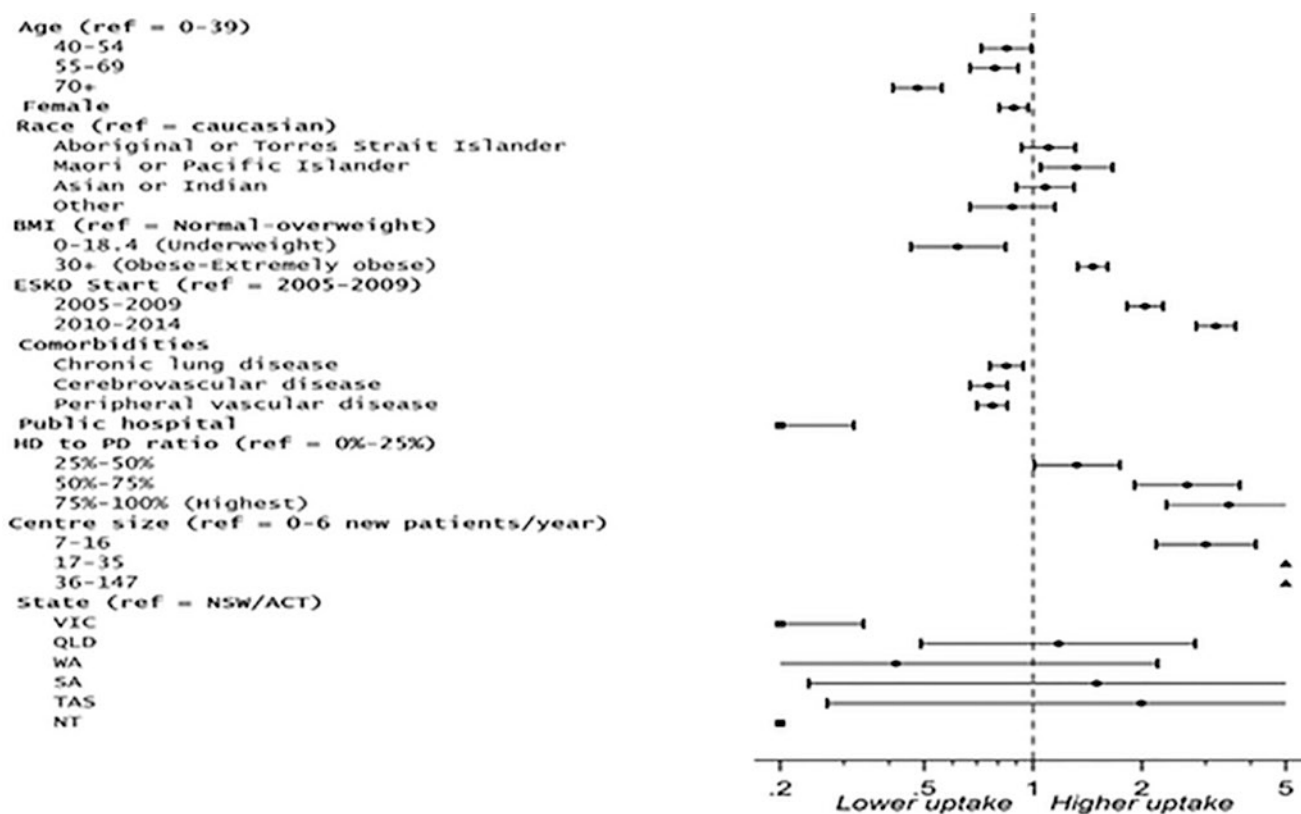 Age (ref = 0-39)
40-54
55-69
70+
Female
Race (ref = caucasian)
Aboriginal or Torres Strait Islander
Maori or Pacific Islander
Asian or Indian
Other
BMI (ref = Normal-overweight)
0-18.4 (Underweight)
30+ (Obese-Extremely obese)
ESKD Start (ref = 2005-2009)
2005-2009
2010-2014
Comorbidities
Chronic lung disease
Cerebrovascular disease
Peripheral vascular disease
Public hospital
HD to PD ratio (ref = 0%-25%)
25%-50%
50%-75%
75%-100% (Highest)
Centre size (ref = 0-6 new patients/year)
7-16
17-35
36-147
State (ref = NSW/ACT)
VIC
QLD
WA
SA
TAS
NT
.2 .5 1 2 5
Lower uptake Higher uptake